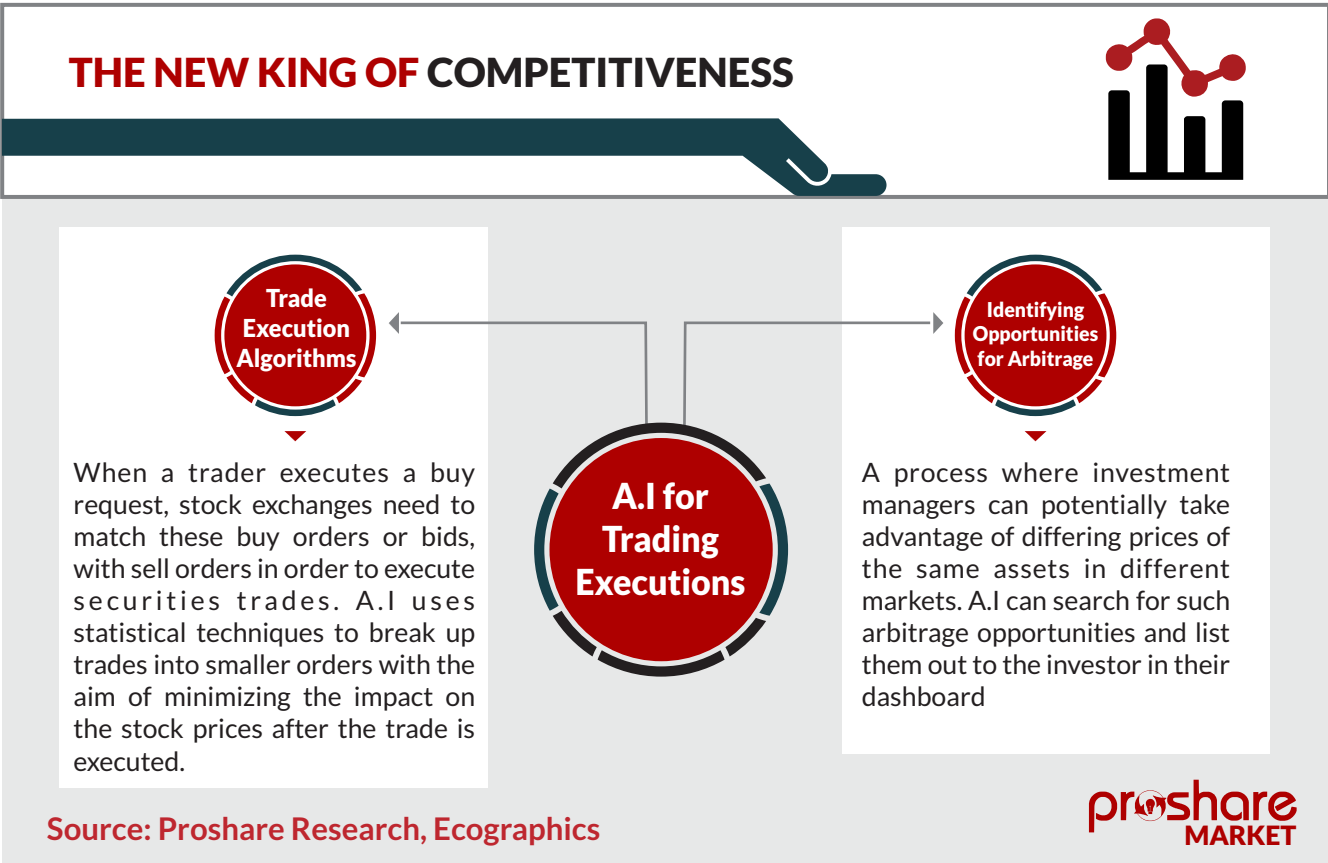 THE NEW KING OF COMPETITIVENESS
Trade
Execution
Algorithms
When a trader executes a buy
request, stock exchanges need to
match these buy orders or bids,
with sell orders in order to execute
securities trades. A.I uses
statistical techniques to break up
trades into smaller orders with the
aim of minimizing the impact on
the stock prices after the trade is
executed.
A.I for
Trading
Executions
Identifying
Opportunities
for Arbitrage
A process where investment
managers can potentially take
advantage of differing prices of
the same assets in different
markets. A.I can search for such
arbitrage opportunities and list
them out to the investor in their
dashboard
Source: Proshare Research, Ecographics
proshare
MARKET